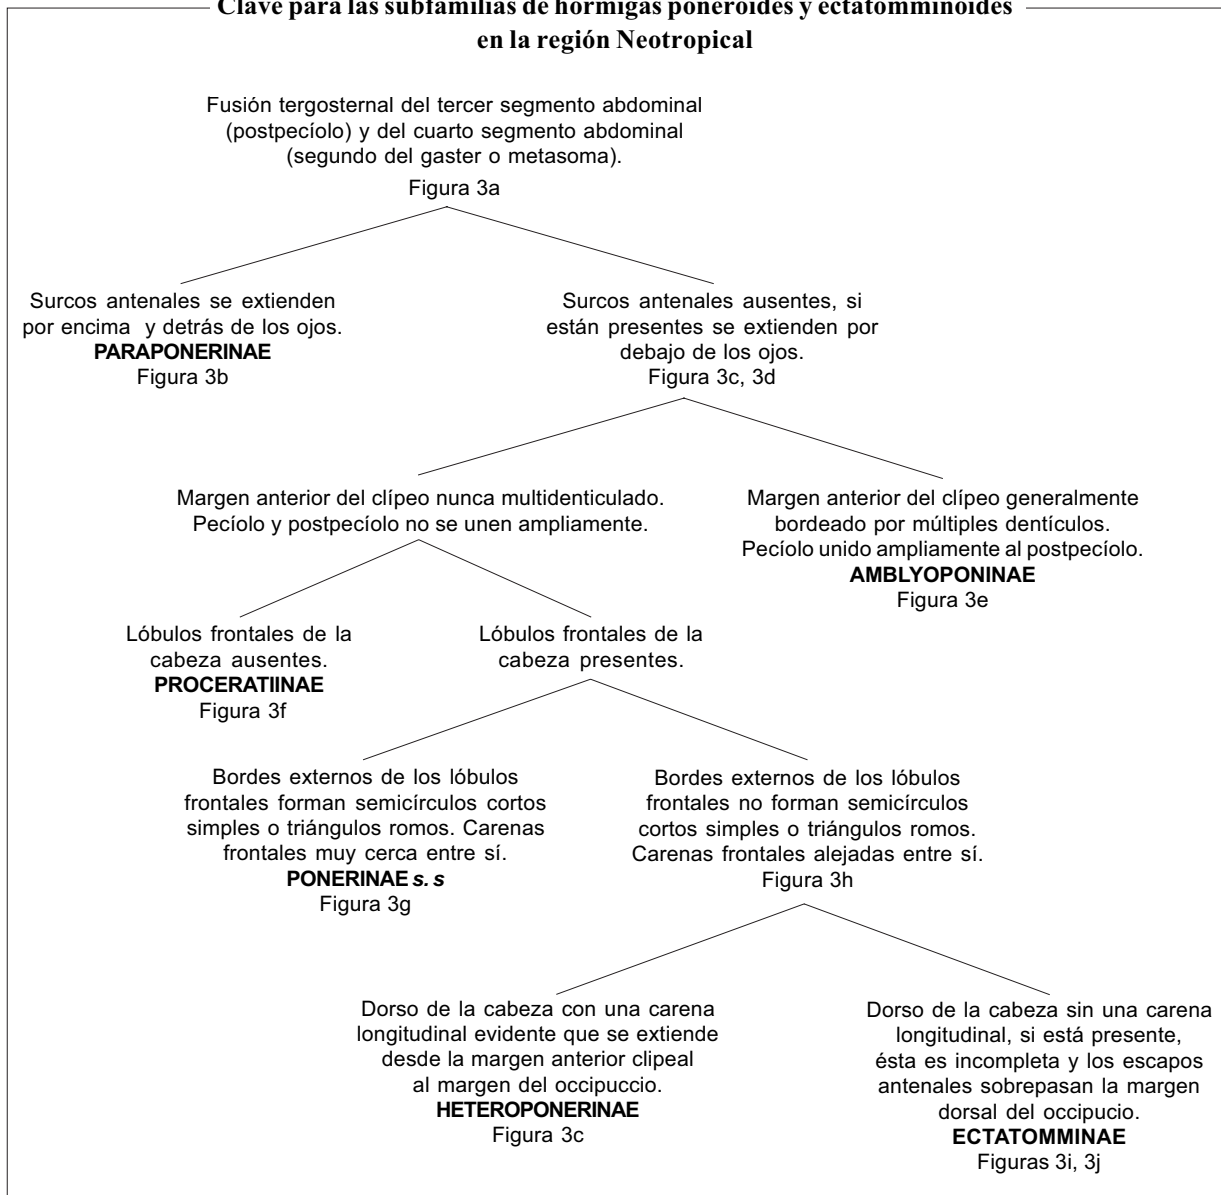 Clave para las subfamilias de hormigas poneroides y ectatomminoides
en la región Neotropical
Fusión tergosternal del tercer segmento abdominal
(postpecíolo) y del cuarto segmento abdominal
(segundo del gaster o metasoma).
Figura 3a
Surcos antenales se extienden
por encima y detrás de los ojos.
PARAPONERINAE
Figura 3b
Surcos antenales ausentes, si
están presentes se extienden por
debajo de los ojos.
Figura 3c, 3d
Margen anterior del clípeo nunca multidenticulado.
Pecíolo y postpecíolo no se unen ampliamente.
Margen anterior del clípeo generalmente
bordeado por múltiples dentículos.
Pecíolo unido ampliamente al postpecíolo.
AMBLYOPONINAE
Figura 3e
Lóbulos frontales de la
cabeza ausentes.
PROCERATIINAE
Figura 3f
Lóbulos frontales de la
cabeza presentes.
Bordes externos de los lóbulos
frontales forman semicírculos cortos
simples o triángulos romos. Carenas
frontales muy cerca entre sí.
PONERINAE s. s
Figura 3g
Bordes externos de los lóbulos
frontales no forman semicírculos
cortos simples o triángulos romos.
Carenas frontales alejadas entre sí.
Figura 3h
Dorso de la cabeza con una carena
longitudinal evidente que se extiende
desde la margen anterior clipeal
al margen del occipuccio.
HETEROPONERINAE
Figura 3c
Dorso de la cabeza sin una carena
longitudinal, si está presente,
ésta es incompleta y los escapos
antenales sobrepasan la margen
dorsal del occipucio.
ECTATOMMINAE
Figuras 3i, 3j